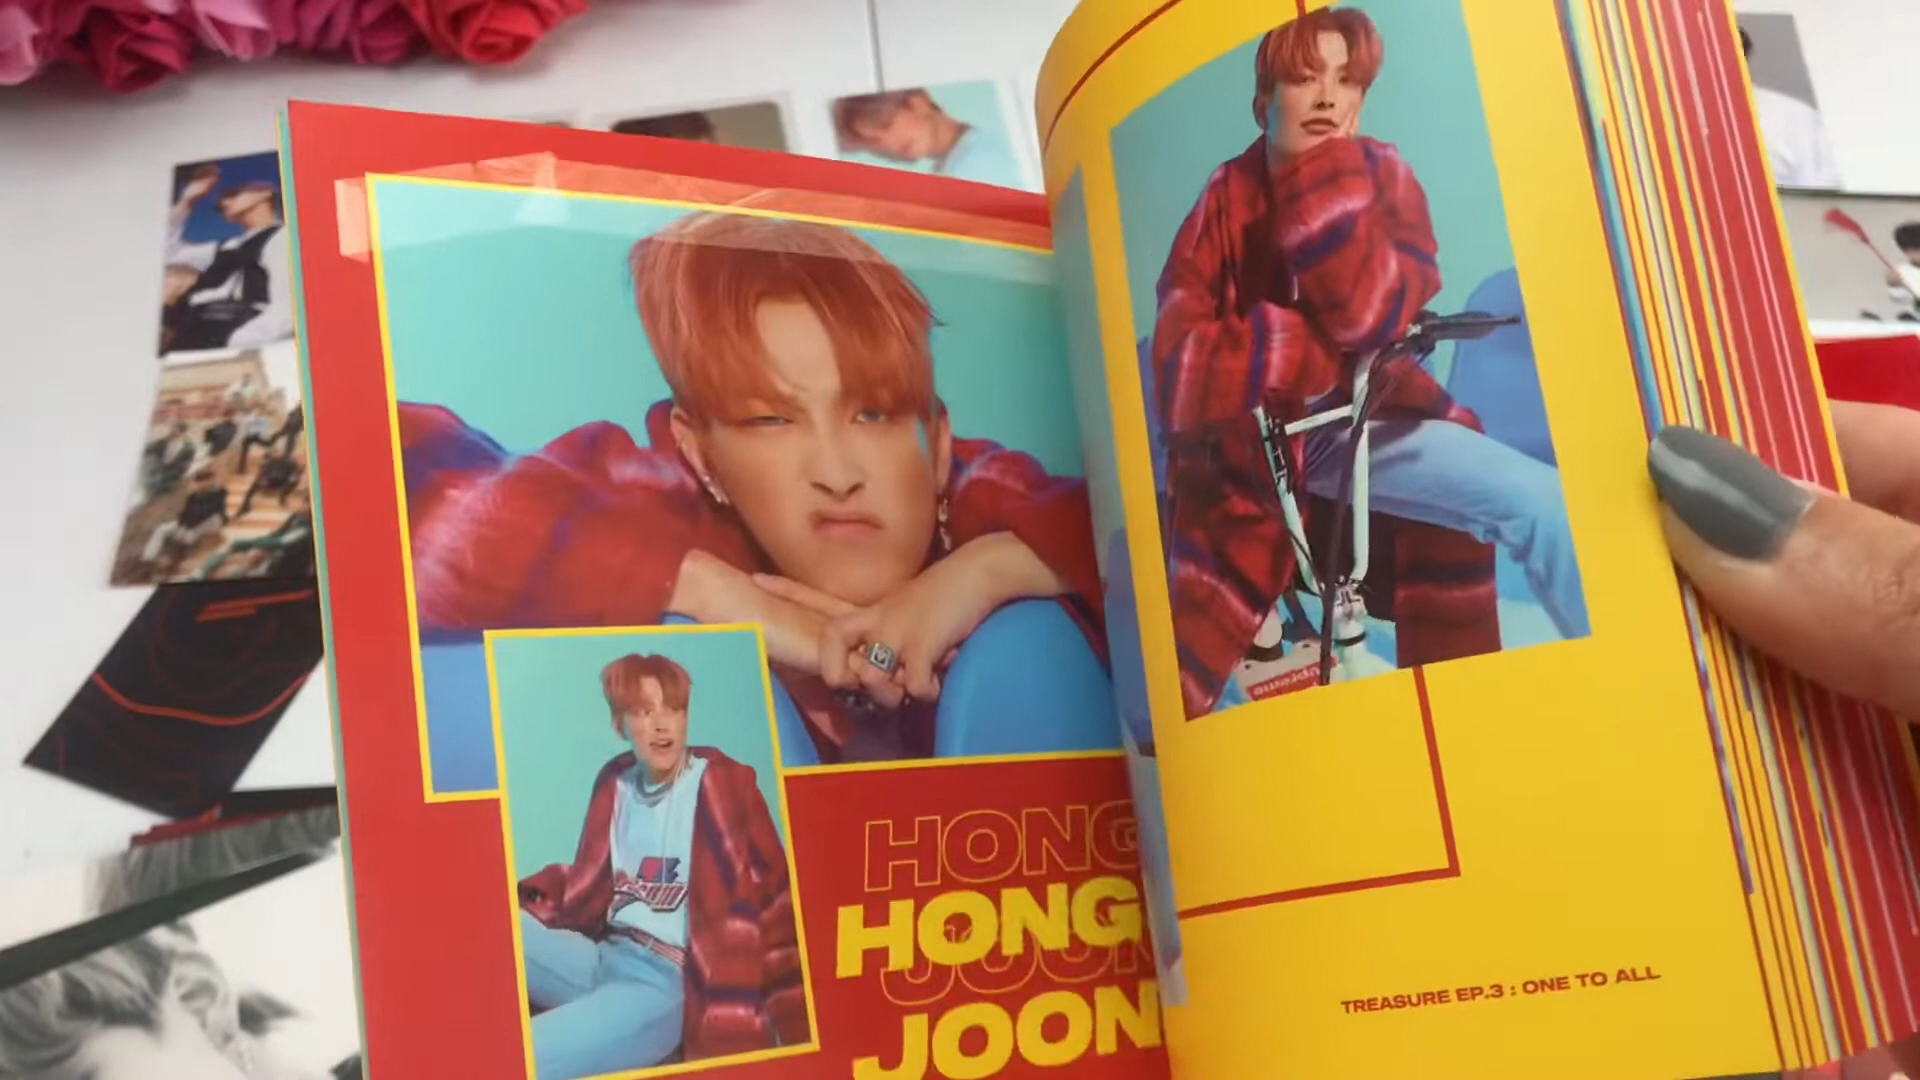 HONG
HONG
JOON
JOON
TREASURE EP.3 : ONE TO ALL